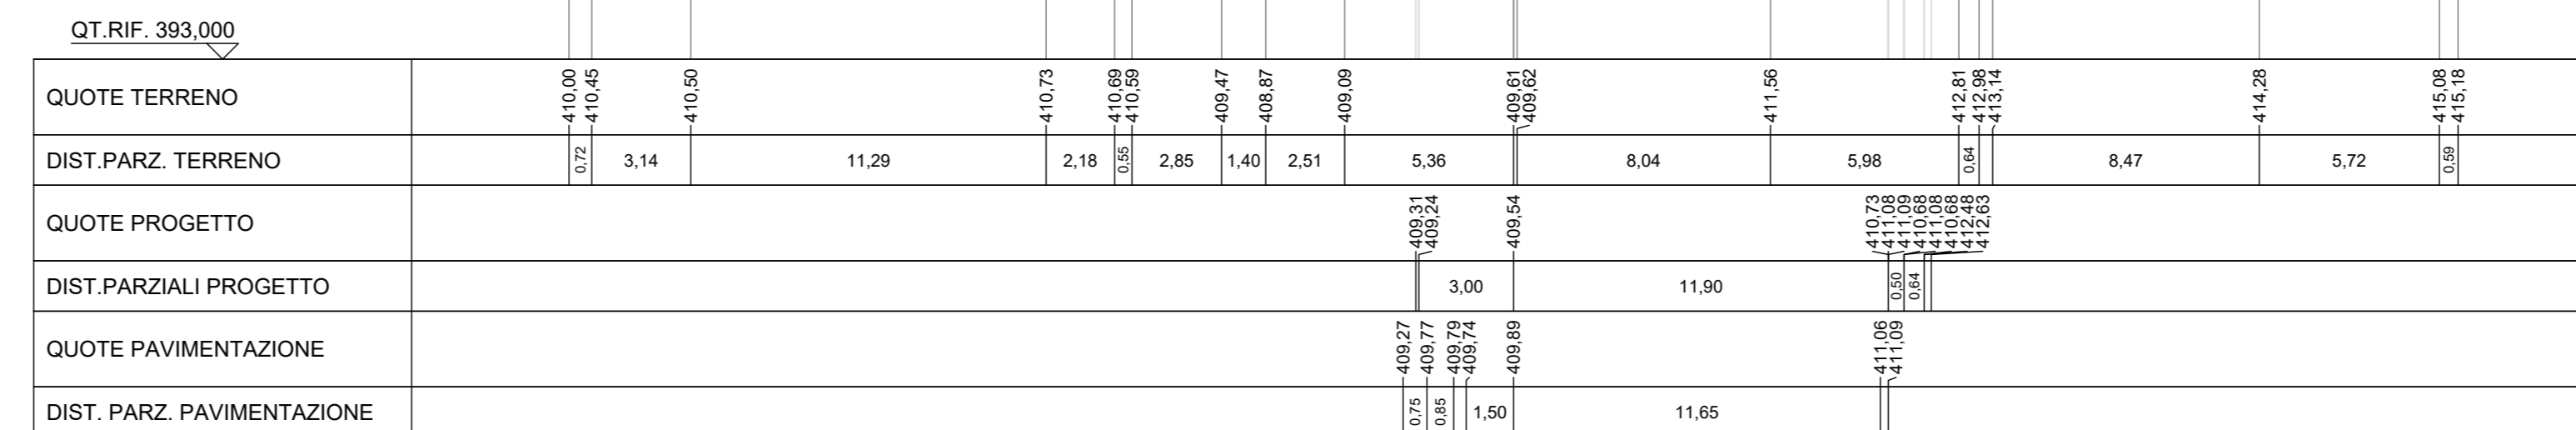 QT.RIF. 393,000
QUOTE TERRENO 410,00 410,45 410,50 410,73 410,69 410,59 409,47 408,87 409,09 409,61 409,62 411,56 412,81 412,98 413,14 414,28 415,08 415,18
DIST.PARZ. TERRENO 0,72 3,14 11,29 2,18 0,55 2,85 1,40 2,51 5,36 8,04 5,98 0,64 8,47 5,72 0,59
QUOTE PROGETTO 409,31 409,24 409,54 410,73 411,08 411,09 410,68 411,08 410,68 412,48 412,63
DIST.PARZIALI PROGETTO 3,00 11,90 0,50 0,64
QUOTE PAVIMENTAZIONE 409,27 409,77 409,79 409,74 409,89 411,06 411,09
DIST. PARZ. PAVIMENTAZIONE 0,75 0,85 1,50 11,65